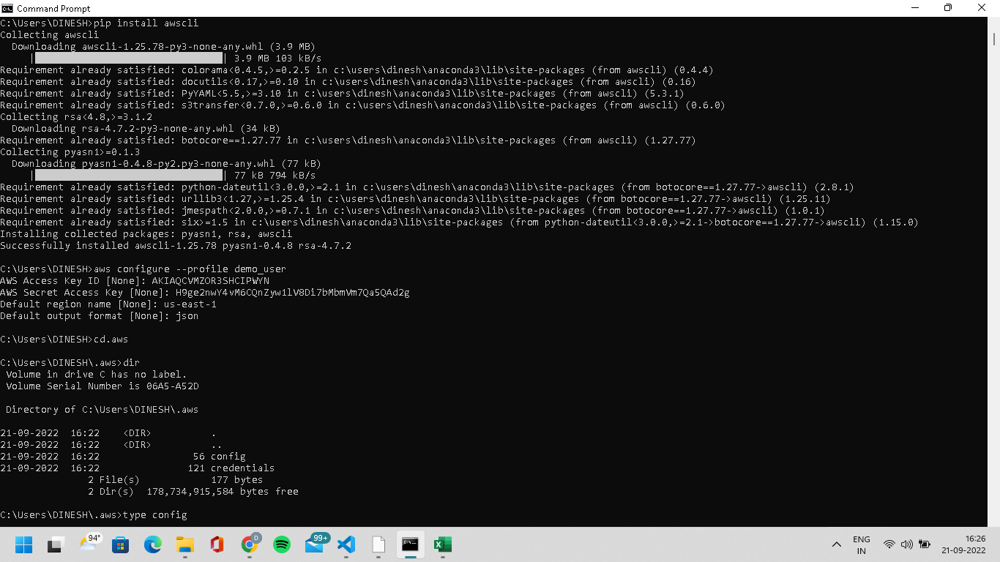 Command Prompt
C:\Users\DINESH>pip install awscli
Collecting awscli
  Downloading awscli-1.25.78-py3-none-any.whl (3.9 MB)
     |                                | 3.9 MB 103 kB/s
Requirement already satisfied: colorama<0.4.5,>=0.2.5 in c:\users\dinesh\anaconda3\lib\site-packages (from awscli) (0.4.4)
Requirement already satisfied: docutils<0.17,>=0.10 in c:\users\dinesh\anaconda3\lib\site-packages (from awscli) (0.16)
Requirement already satisfied: PyYAML<5.5,>=3.10 in c:\users\dinesh\anaconda3\lib\site-packages (from awscli) (5.3.1)
Requirement already satisfied: s3transfer<0.7.0,>=0.6.0 in c:\users\dinesh\anaconda3\lib\site-packages (from awscli) (0.6.0)
Collecting rsa<4.8,>=3.1.2
  Downloading rsa-4.7.2-py3-none-any.whl (34 kB)
Requirement already satisfied: botocore==1.27.77 in c:\users\dinesh\anaconda3\lib\site-packages (from awscli) (1.27.77)
Collecting pyasn1>=0.1.3
  Downloading pyasn1-0.4.8-py2.py3-none-any.whl (77 kB)
     |                                | 77 kB 794 kB/s
Requirement already satisfied: python-dateutil<3.0.0,>=2.1 in c:\users\dinesh\anaconda3\lib\site-packages (from botocore==1.27.77->awscli) (2.8.1)
Requirement already satisfied: urllib3<1.27,>=1.25.4 in c:\users\dinesh\anaconda3\lib\site-packages (from botocore==1.27.77->awscli) (1.25.11)
Requirement already satisfied: jmespath<2.0.0,>=0.7.1 in c:\users\dinesh\anaconda3\lib\site-packages (from botocore==1.27.77->awscli) (1.0.1)
Requirement already satisfied: six>=1.5 in c:\users\dinesh\anaconda3\lib\site-packages (from python-dateutil<3.0.0,>=2.1->botocore==1.27.77->awscli) (1.15.0)
Installing collected packages: pyasn1, rsa, awscli
Successfully installed awscli-1.25.78 pyasn1-0.4.8 rsa-4.7.2
C:\Users\DINESH>aws configure --profile demo_user
AWS Access Key ID [None]: AKIAQCVMZOR3SHCIPWYN
AWS Secret Access Key [None]: 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
Default region name [None]: us-east-1
Default output format [None]: json
C:\Users\DINESH>cd.aws
C:\Users\DINESH\.aws>dir
 Volume in drive C has no label.
 Volume Serial Number is 06A5-A52D
 Directory of C:\Users\DINESH\.aws
21-09-2022  16:22    <DIR>          .
21-09-2022  16:22    <DIR>          ..
21-09-2022  16:22                56 config
21-09-2022  16:22               121 credentials
               2 File(s)            177 bytes
               2 Dir(s)  178,734,915,584 bytes free
C:\Users\DINESH\.aws>type config
94°
D
99+
ENG
IN
16:26
21-09-2022